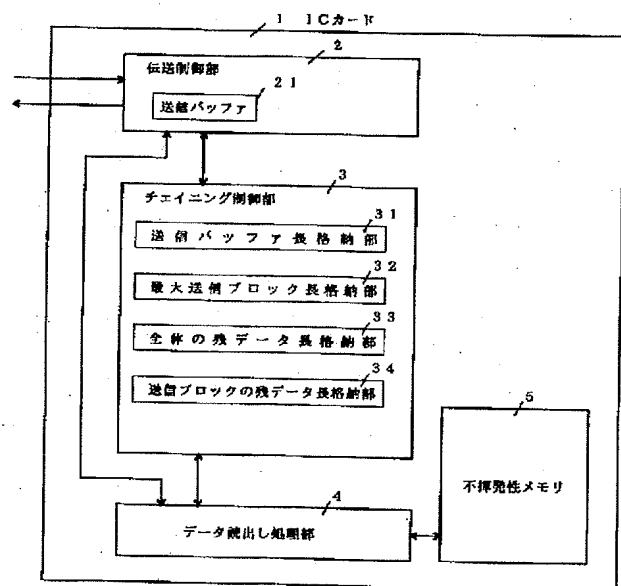 1 ICカード
2
伝送制御部
21
送信バッファ
3
チェイニング制御部
31
送信バッファ長格納部
32
最大送信ブロック長格納部
33
全体の残データ長格納部
34
送信ブロックの残データ長格納部
5
不揮発性メモリ
4
データ読出し処理部